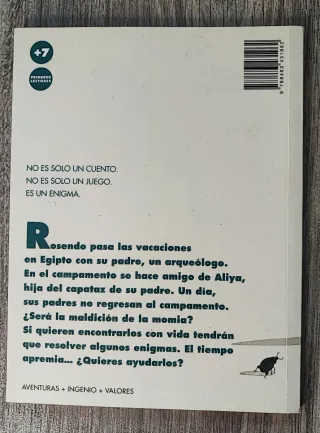 +7
PRIMEROS
LECTORES
NO ES SOLO UN CUENTO.
NO ES SOLO UN JUEGO.
ES UN ENIGMA.
Rosendo pasa las vacaciones
en Egipto con su padre, un arqueólogo.
En el campamento se hace amigo de Aliya,
hija del capataz de su padre. Un día,
sus padres no regresan al campamento.
¿Será la maldición de la momia?
Si quieren encontrarlos con vida tendrán
que resolver algunos enigmas. El tiempo
apremia... ¿Quieres ayudarlos?
AVENTURAS + INGENIO + VALORES